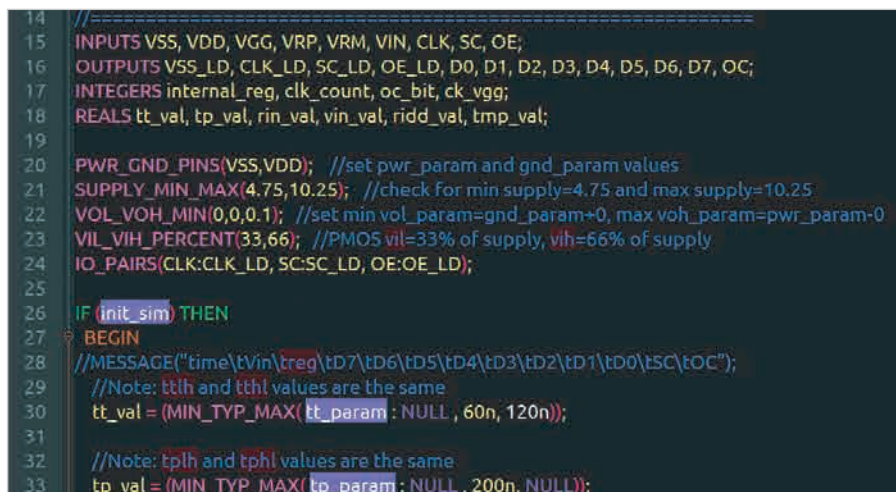 14 //==========================================================
15 INPUTS VSS, VDD, VGG, VRP, VRM, VIN, CLK, SC, OE;
16 OUTPUTS VSS_LD, CLK_LD, SC_LD, OE_LD, D0, D1, D2, D3, D4, D5, D6, D7, OC;
17 INTEGERS internal_reg, clk_count, oc_bit, ck_vgg;
18 REALS tt_val, tp_val, rin_val, vin_val, ridd_val, tmp_val;
19
20 PWR_GND_PINS(VSS,VDD); //set pwr_param and gnd_param values
21 SUPPLY_MIN_MAX(4.75,10.25); //check for min supply=4.75 and max supply=10.25
22 VOL_VOH_MIN(0,0,0.1); //set min vol_param=gnd_param+0, max voh_param=pwr_param-0
23 VIL_VIH_PERCENT(33,66); //PMOS vil=33% of supply, vih=66% of supply
24 IO_PAIRS(CLK:CLK_LD, SC:SC_LD, OE:OE_LD);
25
26 IF (init_sim) THEN
27 BEGIN
28 //MESSAGE("time\tVin\treg\tD7\tD6\tD5\tD4\tD3\tD2\tD1\tD0\tSC\tOC");
29 //Note: ttlh and tthl values are the same
30 tt_val = (MIN_TYP_MAX( tt_param : NULL , 60n, 120n));
31
32 //Note: tplh and tphl values are the same
33 tp_val = (MIN_TYP_MAX( tp_param : NULL , 200n, NULL));